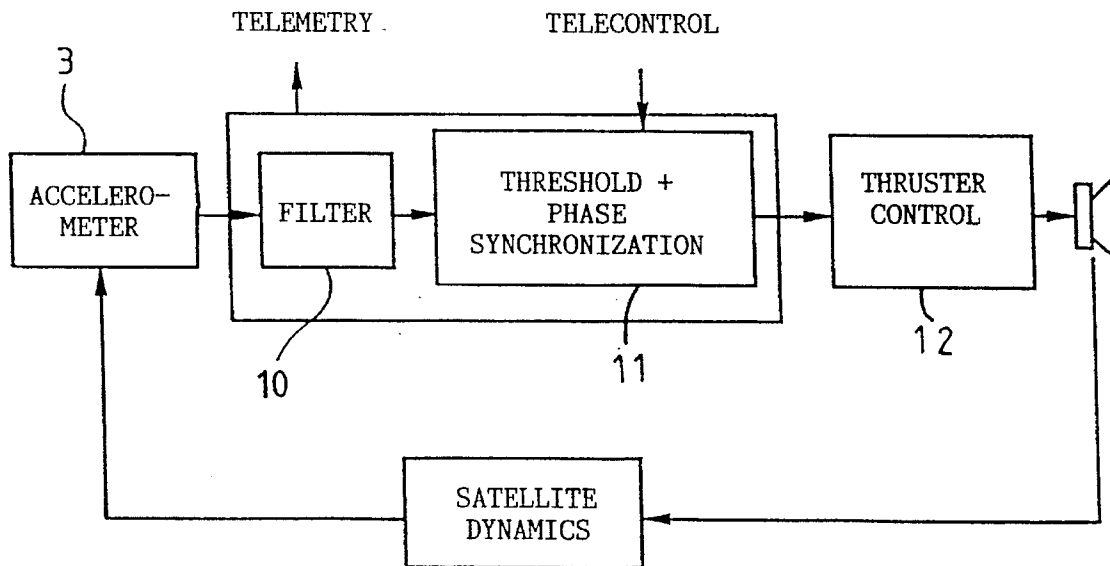 TELEMETRY
TELECONTROL
3
ACCELERO-
METER
FILTER
THRESHOLD +
PHASE
SYNCHRONIZATION
THRUSTER
CONTROL
10
11
12
SATELLITE
DYNAMICS